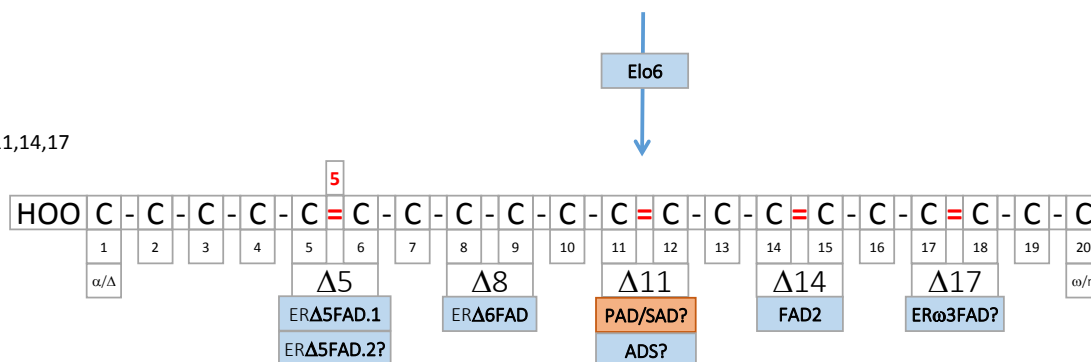 Elo6
1,14,17
5
HOO C - C - C - C - C = C - C - C - C - C - C = C - C - C = C - C - C = C - C - C
1 2 3 4 5 6 7 8 9 10 11 12 13 14 15 16 17 18 19 20
α/Δ Δ5 Δ8 Δ11 Δ14 Δ17 ω/n
ERΔ5FAD.1 ERΔ6FAD PAD/SAD? FAD2 ERω3FAD?
ERΔ5FAD.2? ADS?